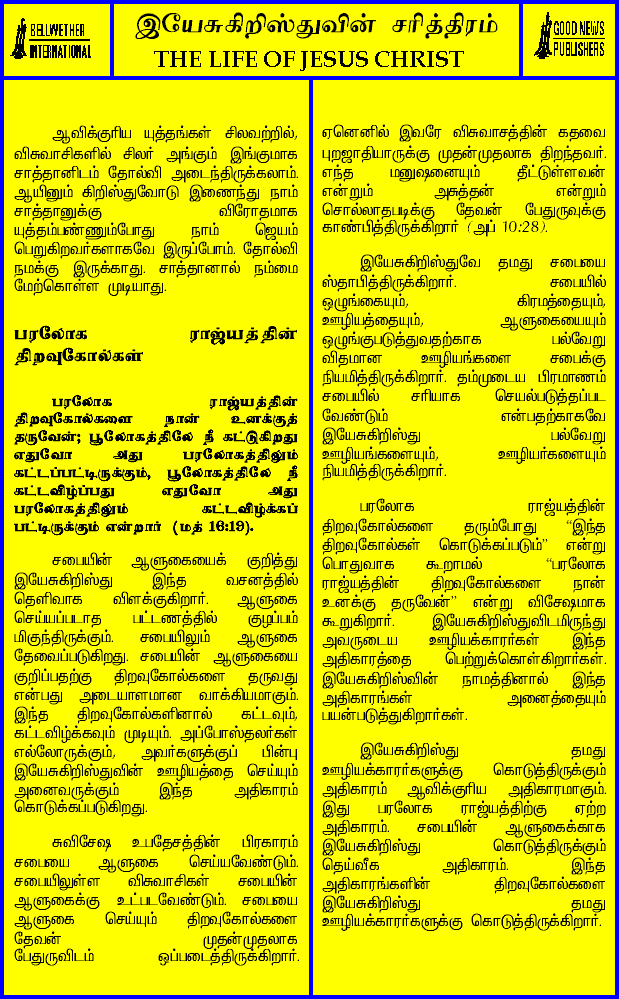 BELLWETHER
INTERNATIONAL
இயேசுகிறிஸ்துவின் சரித்திரம்
THE LIFE OF JESUS CHRIST
GOOD NEWS
PUBLISHERS
ஆவிக்குரிய யுத்தங்கள் சிலவற்றில்,
விசுவாசிகளில் சிலர் அங்கும் இங்குமாக
சாத்தானிடம் தோல்வி அடைந்திருக்கலாம்.
ஆயினும் கிறிஸ்துவோடு இணைந்து நாம்
சாத்தானுக்கு விரோதமாக
யுத்தம்பண்ணும்போது நாம் ஜெயம்
பெறுகிறவர்களாகவே இருப்போம். தோல்வி
நமக்கு இருக்காது. சாத்தானால் நம்மை
மேற்கொள்ள முடியாது.
பரலோக ராஜ்யத்தின்
திறவுகோல்கள்
பரலோக ராஜ்யத்தின்
திறவுகோல்களை நான் உனக்குத்
தருவேன்; பூலோகத்திலே நீ கட்டுகிறது
எதுவோ அது பரலோகத்திலும்
கட்டப்பட்டிருக்கும், பூலோகத்திலே நீ
கட்டவிழ்ப்பது எதுவோ அது
பரலோகத்திலும் கட்டவிழ்க்கப்
பட்டிருக்கும் என்றார் (மத் 16:19).
சபையின் ஆளுகையைக் குறித்து
இயேசுகிறிஸ்து இந்த வசனத்தில்
தெளிவாக விளக்குகிறார். ஆளுகை
செய்யப்படாத பட்டணத்தில் குழப்பம்
மிகுந்திருக்கும். சபையிலும் ஆளுகை
தேவைப்படுகிறது. சபையின் ஆளுகையை
குறிப்பதற்கு திறவுகோல்களை தருவது
என்பது அடையாளமான வாக்கியமாகும்.
இந்த திறவுகோல்களினால் கட்டவும்,
கட்டவிழ்க்கவும் முடியும். அப்போஸ்தலர்கள்
எல்லோருக்கும், அவர்களுக்குப் பின்பு
இயேசுகிறிஸ்துவின் ஊழியத்தை செய்யும்
அனைவருக்கும் இந்த அதிகாரம்
கொடுக்கப்படுகிறது.
சுவிசேஷ உபதேசத்தின் பிரகாரம்
சபையை ஆளுகை செய்யவேண்டும்.
சபையிலுள்ள விசுவாசிகள் சபையின்
ஆளுகைக்கு உட்படவேண்டும். சபையை
ஆளுகை செய்யும் திறவுகோல்களை
தேவன் முதன்முதலாக
பேதுருவிடம் ஒப்படைத்திருக்கிறார்.
ஏனெனில் இவரே விசுவாசத்தின் கதவை
புறஜாதியாருக்கு முதன்முதலாக திறந்தவர்.
எந்த மனுஷனையும் தீட்டுள்ளவன்
என்றும் அசுத்தன் என்றும்
சொல்லாதபடிக்கு தேவன் பேதுருவுக்கு
காண்பித்திருக்கிறார் (அப் 10:28).
இயேசுகிறிஸ்துவே தமது சபையை
ஸ்தாபித்திருக்கிறார். சபையில்
ஒழுங்கையும், கிரமத்தையும்,
ஊழியத்தையும், ஆளுகையையும்
ஒழுங்குபடுத்துவதற்காக பல்வேறு
விதமான ஊழியங்களை சபைக்கு
நியமித்திருக்கிறார். தம்முடைய பிரமாணம்
சபையில் சரியாக செயல்படுத்தப்பட
வேண்டும் என்பதற்காகவே
இயேசுகிறிஸ்து பல்வேறு
ஊழியங்களையும், ஊழியர்களையும்
நியமித்திருக்கிறார்.
பரலோக ராஜ்யத்தின்
திறவுகோல்களை தரும்போது “இந்த
திறவுகோல்கள் கொடுக்கப்படும்” என்று
பொதுவாக கூறாமல் “பரலோக
ராஜ்யத்தின் திறவுகோல்களை நான்
உனக்கு தருவேன்” என்று விசேஷமாக
கூறுகிறார். இயேசுகிறிஸ்துவிடமிருந்து
அவருடைய ஊழியக்காரர்கள் இந்த
அதிகாரத்தை பெற்றுக்கொள்கிறார்கள்.
இயேசுகிறிஸ்வின் நாமத்தினால் இந்த
அதிகாரங்கள் அனைத்தையும்
பயன்படுத்துகிறார்கள்.
இயேசுகிறிஸ்து தமது
ஊழியக்காரர்களுக்கு கொடுத்திருக்கும்
அதிகாரம் ஆவிக்குரிய அதிகாரமாகும்.
இது பரலோக ராஜ்யத்திற்கு ஏற்ற
அதிகாரம். சபையின் ஆளுகைக்காக
இயேசுகிறிஸ்து கொடுத்திருக்கும்
தெய்வீக அதிகாரம். இந்த
அதிகாரங்களின் திறவுகோல்களை
இயேசுகிறிஸ்து தமது
ஊழியக்காரர்களுக்கு கொடுத்திருக்கிறார்.